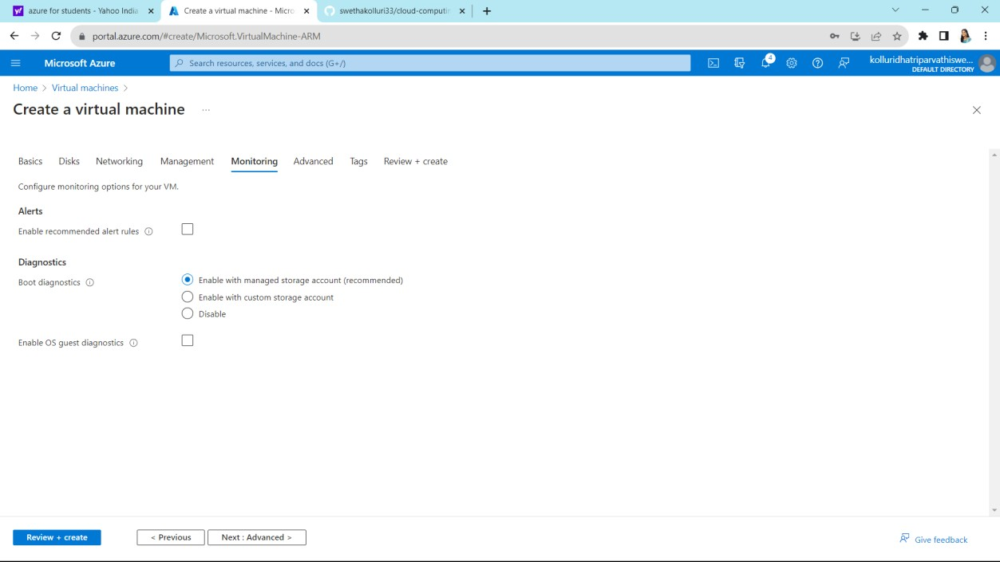 azure for students - Yahoo India
Create a virtual machine - Micro
swethakolluri33/cloud-computin
portal.azure.com/#create/Microsoft.VirtualMachine-ARM
Microsoft Azure
Search resources, services, and docs (G+/)
4
kolluridhatriparvathiswe...
DEFAULT DIRECTORY
Home > Virtual machines >
Create a virtual machine ...
Basics Disks Networking Management Monitoring Advanced Tags Review + create
Configure monitoring options for your VM.
Alerts
Enable recommended alert rules
Diagnostics
Boot diagnostics
Enable with managed storage account (recommended)
Enable with custom storage account
Disable
Enable OS guest diagnostics
Review + create
< Previous
Next : Advanced >
Give feedback